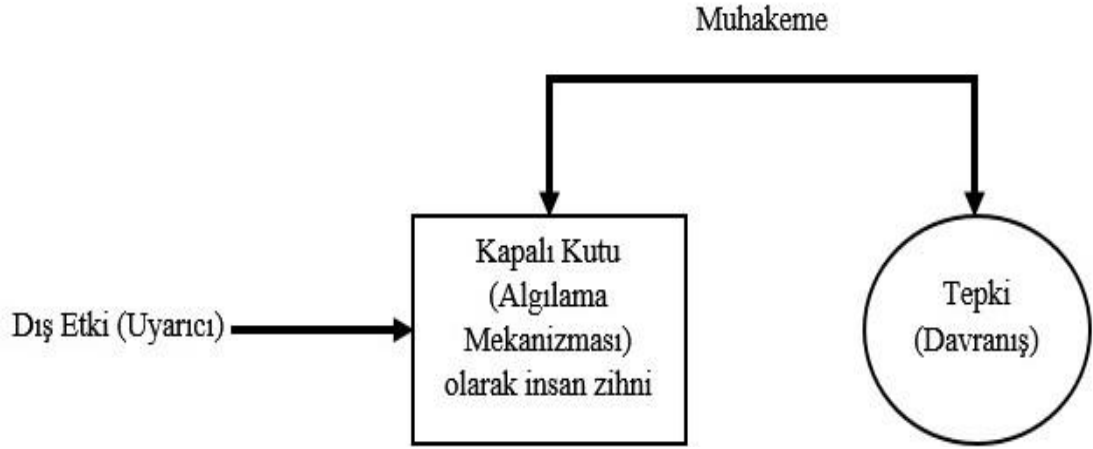 Muhakeme
Dış Etki (Uyarıcı)
Kapalı Kutu
(Algılama
Mekanizması)
olarak insan zihni
Tepki
(Davranış)